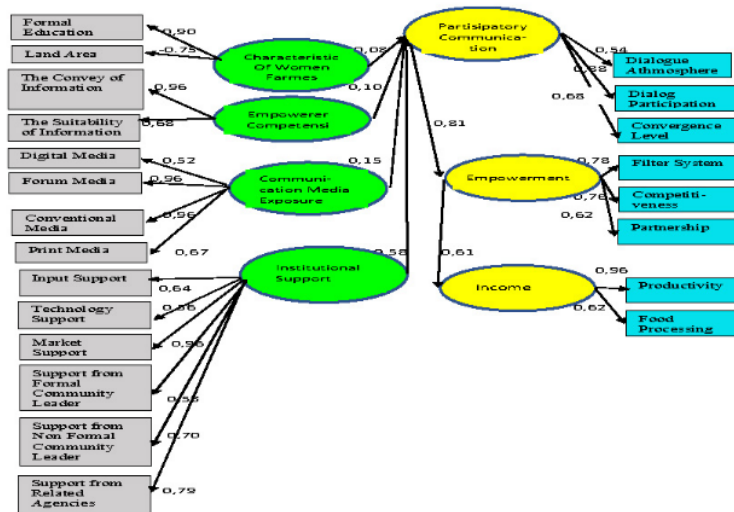 Formal
Education
0,90
Land Area
-0.75
The Convey of
Information
0,96
The Suitability of
Information
0,68
Digital Media
0,52
Forum Media
0,96
Conventional
Media
0,96
Print Media
0,67
Input Support
0,64
Technology
Support
Market
Support
0,96
Support from
Formal
Community
Leader
0,53
Support from
Non Formal
Community
Leader
0,70
Support from
Related
Agencies
0,79
Characteristic
Of Women
Farmes
0,08
Empowerer
Competensi
0,10
Communi-
cation Media
Exposure
0,15
Institutional
Support
0,58
Partisipatory
Communica-
tion
0,81
Empowerment
0,61
Income
0,54
Dialogue
Athmosphere
0,88
Dialog
Participation
0,68
Convergence
Level
0,78
Filter System
0,76
Competiti-
veness
0,62
Partnership
0,96
Productivity
0,62
Food
Processing